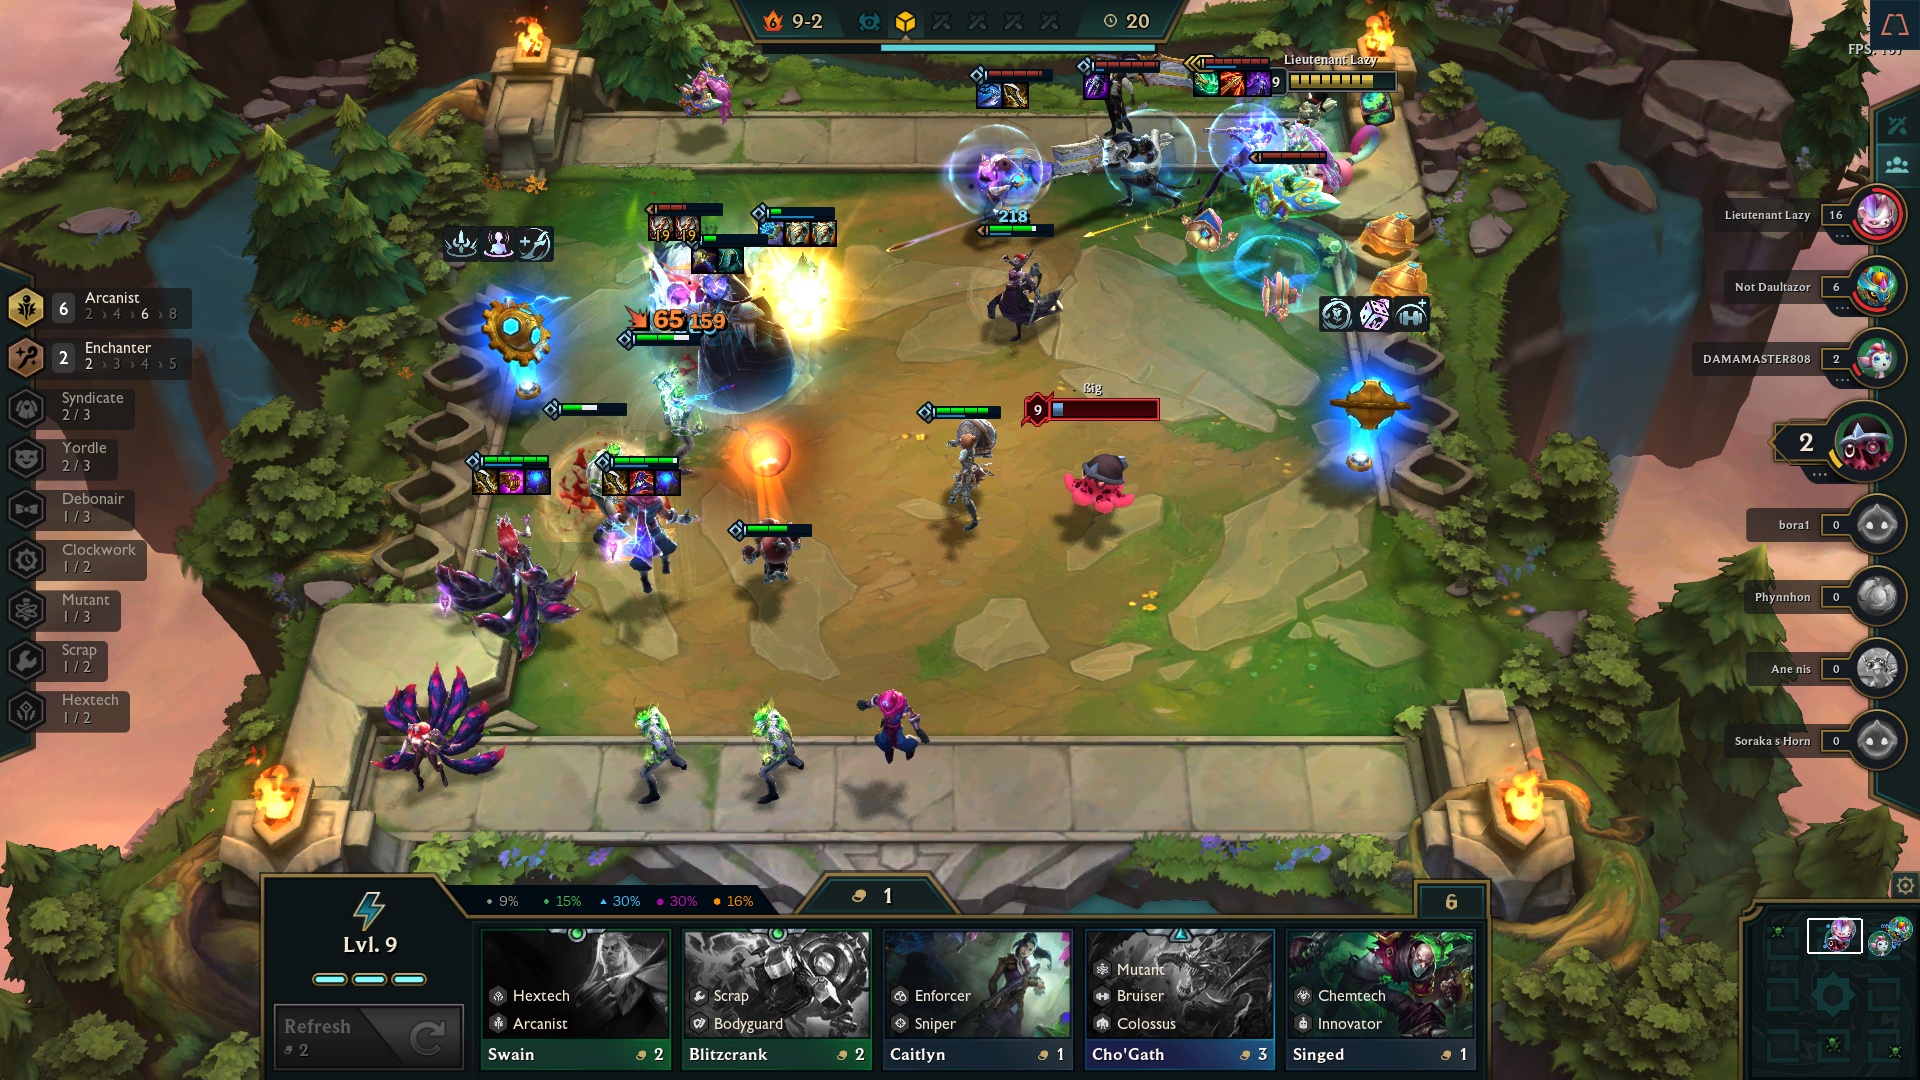 9-2
20
FPS: 167
Lieutenant Lazy
9
218
19
19
65
159
ßig
9
6
Arcanist
2 › 4 › 6 › 8
2
Enchanter
2 › 3 › 4 › 5
Syndicate
2 / 3
Yordle
2 / 3
Debonair
1 / 3
Clockwork
1 / 2
Mutant
1 / 3
Scrap
1 / 2
Hextech
1 / 2
Lieutenant Lazy
16
Not Daultazor
6
DAMAMASTER808
2
2
bora1
0
Phynnhon
0
Ane nis
0
Soraka s Horn
0
9%
15%
30%
30%
16%
1
6
Lvl. 9
Refresh
2
Hextech
Arcanist
Swain
2
Scrap
Bodyguard
Blitzcrank
2
Enforcer
Sniper
Caitlyn
1
Mutant
Bruiser
Colossus
Cho'Gath
3
Chemtech
Innovator
Singed
1